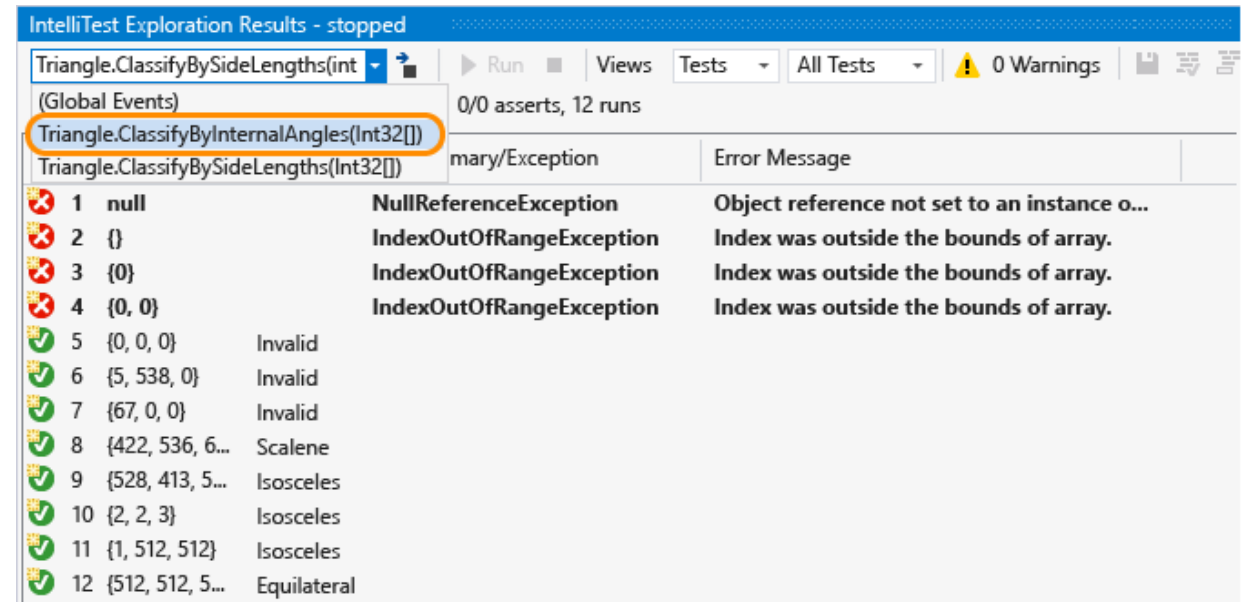 IntelliTest Exploration Results - stopped
Triangle.ClassifyBySideLengths(int Run Views Tests All Tests 0 Warnings
(Global Events) 0/0 asserts, 12 runs
Triangle.ClassifyByInternalAngles(Int32[])
Triangle.ClassifyBySideLengths(Int32[]) mary/Exception Error Message
1 null NullReferenceException Object reference not set to an instance o...
2 {} IndexOutOfRangeException Index was outside the bounds of array.
3 {0} IndexOutOfRangeException Index was outside the bounds of array.
4 {0, 0} IndexOutOfRangeException Index was outside the bounds of array.
5 {0, 0, 0} Invalid
6 {5, 538, 0} Invalid
7 {67, 0, 0} Invalid
8 {422, 536, 6... Scalene
9 {528, 413, 5... Isosceles
10 {2, 2, 3} Isosceles
11 {1, 512, 512} Isosceles
12 {512, 512, 5... Equilateral